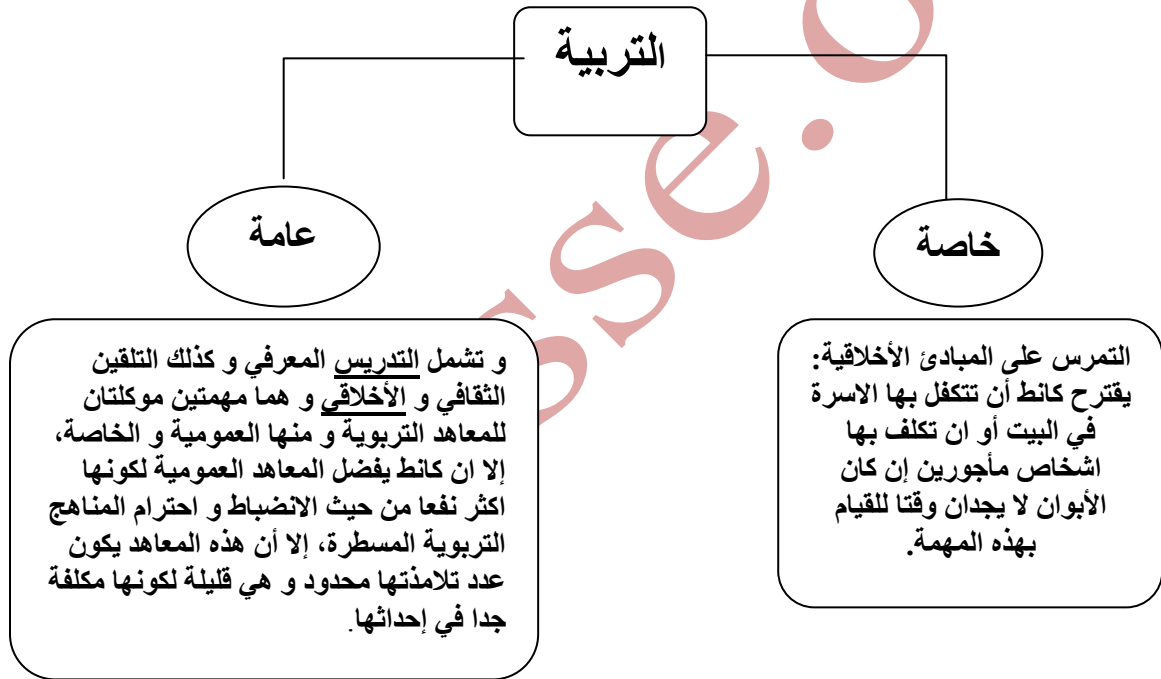 التربية
خاصة
عامة
التمرس على المبادئ الأخلاقية:
يقترح كانط أن تتكفل بها الاسرة
في البيت أو ان تكلف بها
اشخاص مأجورين إن كان
الأبوان لا يجدان وقتا للقيام
بهذه المهمة.
و تشمل التدريس المعرفي و كذلك التلقين
الثقافي و الأخلاقي و هما مهمتين موكلتان
للمعاهد التربوية و منها العمومية و الخاصة،
إلا ان كانط يفضل المعاهد العمومية لكونها
اكثر نفعا من حيث الانضباط و احترام المناهج
التربوية المسطرة، إلا أن هذه المعاهد يكون
عدد تلامذتها محدود و هي قليلة لكونها مكلفة
جدا في إحداثها.
sse.o